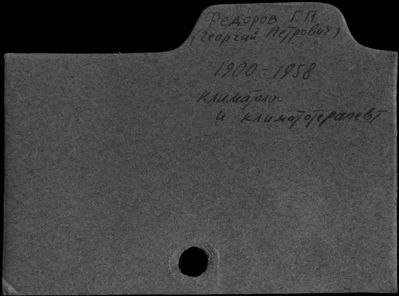 Федоров Г.П.
(Георгий Петрович)
1900-1958
Климатолог
и климатотерапевт